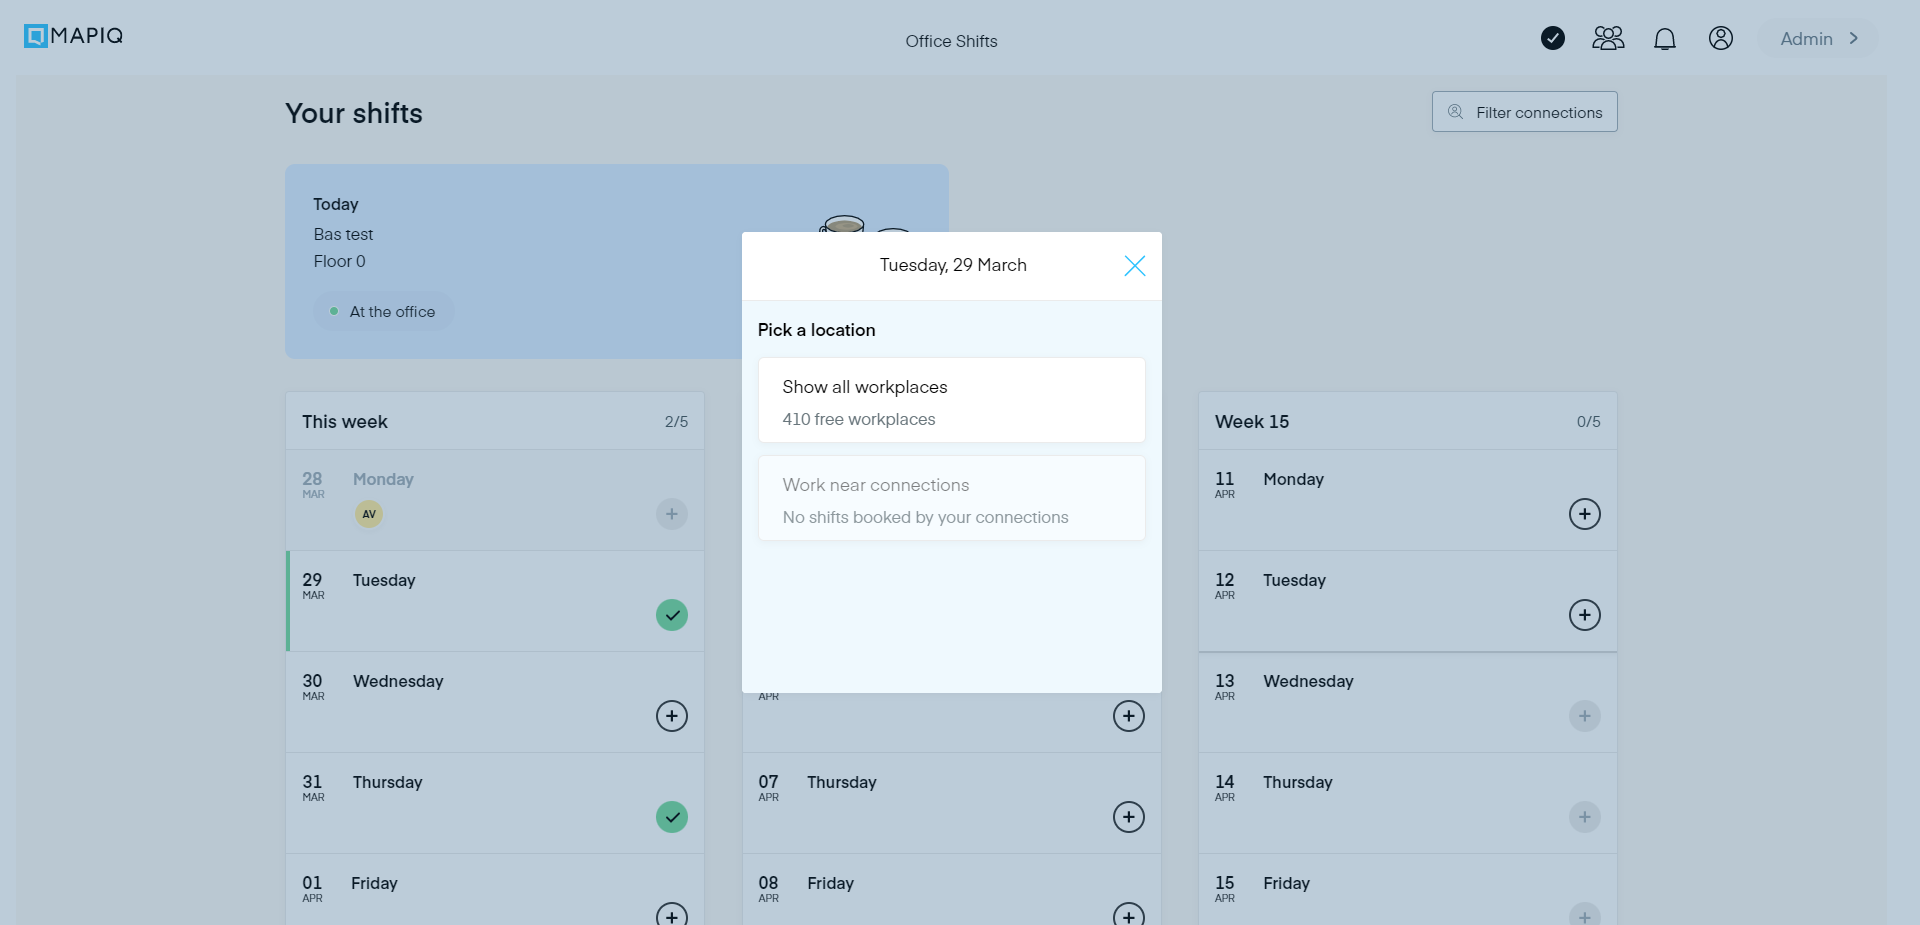 MAPIQ
Office Shifts
Admin
Your shifts
Filter connections
Today
Bas test
Floor 0
At the office
Tuesday, 29 March
Pick a location
Show all workplaces
410 free workplaces
Work near connections
No shifts booked by your connections
This week
2/5
28 Monday
MAR
AV
29 Tuesday
MAR
30 Wednesday
MAR
31 Thursday
MAR
01 Friday
APR
APR
07 Thursday
APR
08 Friday
APR
Week 15
0/5
11 Monday
APR
12 Tuesday
APR
13 Wednesday
APR
14 Thursday
APR
15 Friday
APR